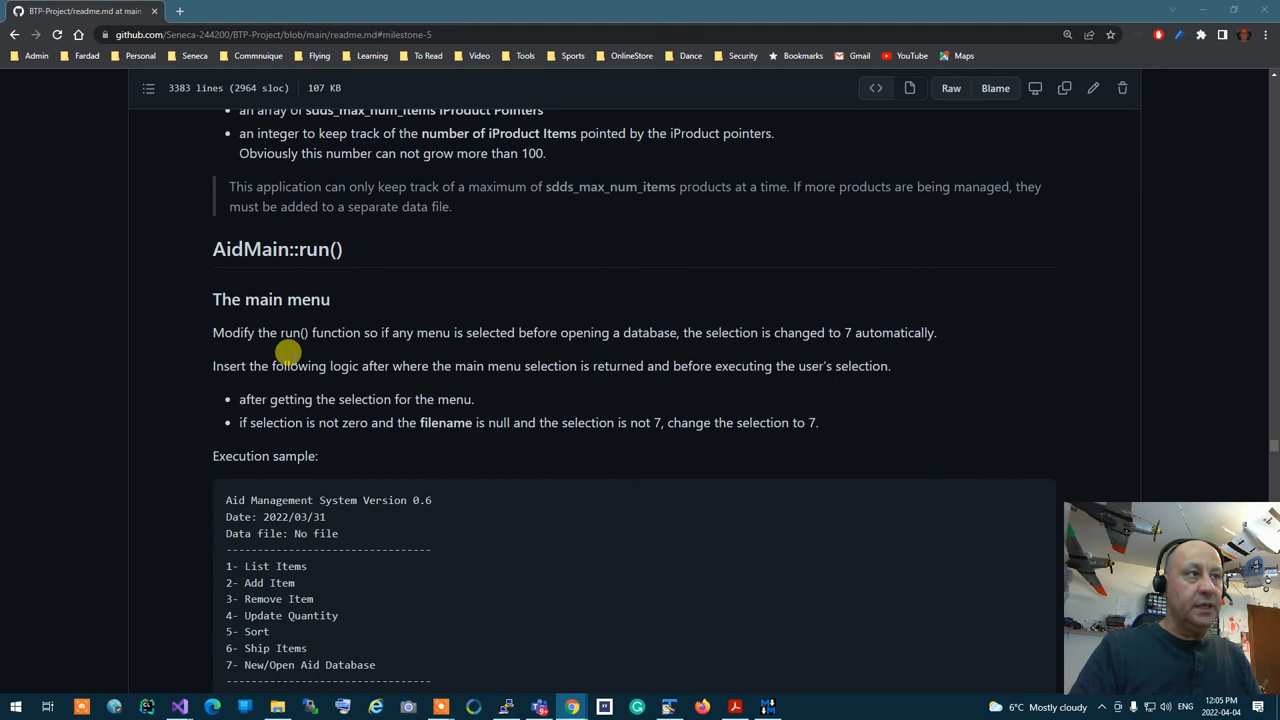 BTP-Project/readme.md at main
github.com/Seneca-244200/BTP-Project/blob/main/readme.md#milestone-5
Admin Fardad Personal Seneca Commnuique Flying Learning To Read Video Tools Sports OnlineStore Dance Security Bookmarks Gmail YouTube Maps
3383 lines (2964 sloc) 107 KB
Raw Blame
an array of sdds_max_num_items iProduct Pointers
an integer to keep track of the number of iProduct Items pointed by the iProduct pointers.
Obviously this number can not grow more than 100.
This application can only keep track of a maximum of sdds_max_num_items products at a time. If more products are being managed, they
must be added to a separate data file.
AidMain::run()
The main menu
Modify the run() function so if any menu is selected before opening a database, the selection is changed to 7 automatically.
Insert the following logic after where the main menu selection is returned and before executing the user's selection.
after getting the selection for the menu.
if selection is not zero and the filename is null and the selection is not 7, change the selection to 7.
Execution sample:
Aid Management System Version 0.6
Date: 2022/03/31
Data file: No file
---------------------------------
1- List Items
2- Add Item
3- Remove Item
4- Update Quantity
5- Sort
6- Ship Items
7- New/Open Aid Database
---------------------------------
6°C Mostly cloudy
12:05 PM
2022-04-04